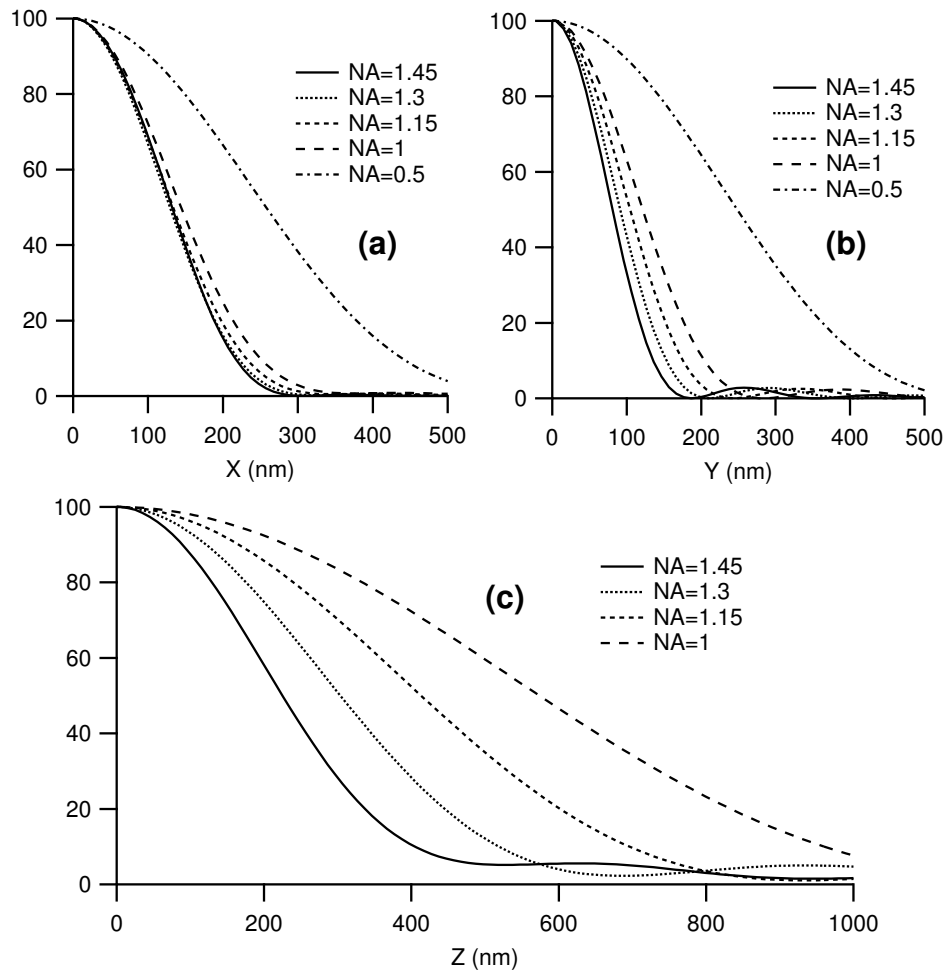 100
80
60
40
20
0
0 100 200 300 400 500
X (nm)
NA=1.45
NA=1.3
NA=1.15
NA=1
NA=0.5
(a)
100
80
60
40
20
0
0 100 200 300 400 500
Y (nm)
NA=1.45
NA=1.3
NA=1.15
NA=1
NA=0.5
(b)
100
80
60
40
20
0
0 200 400 600 800 1000
Z (nm)
NA=1.45
NA=1.3
NA=1.15
NA=1
(c)